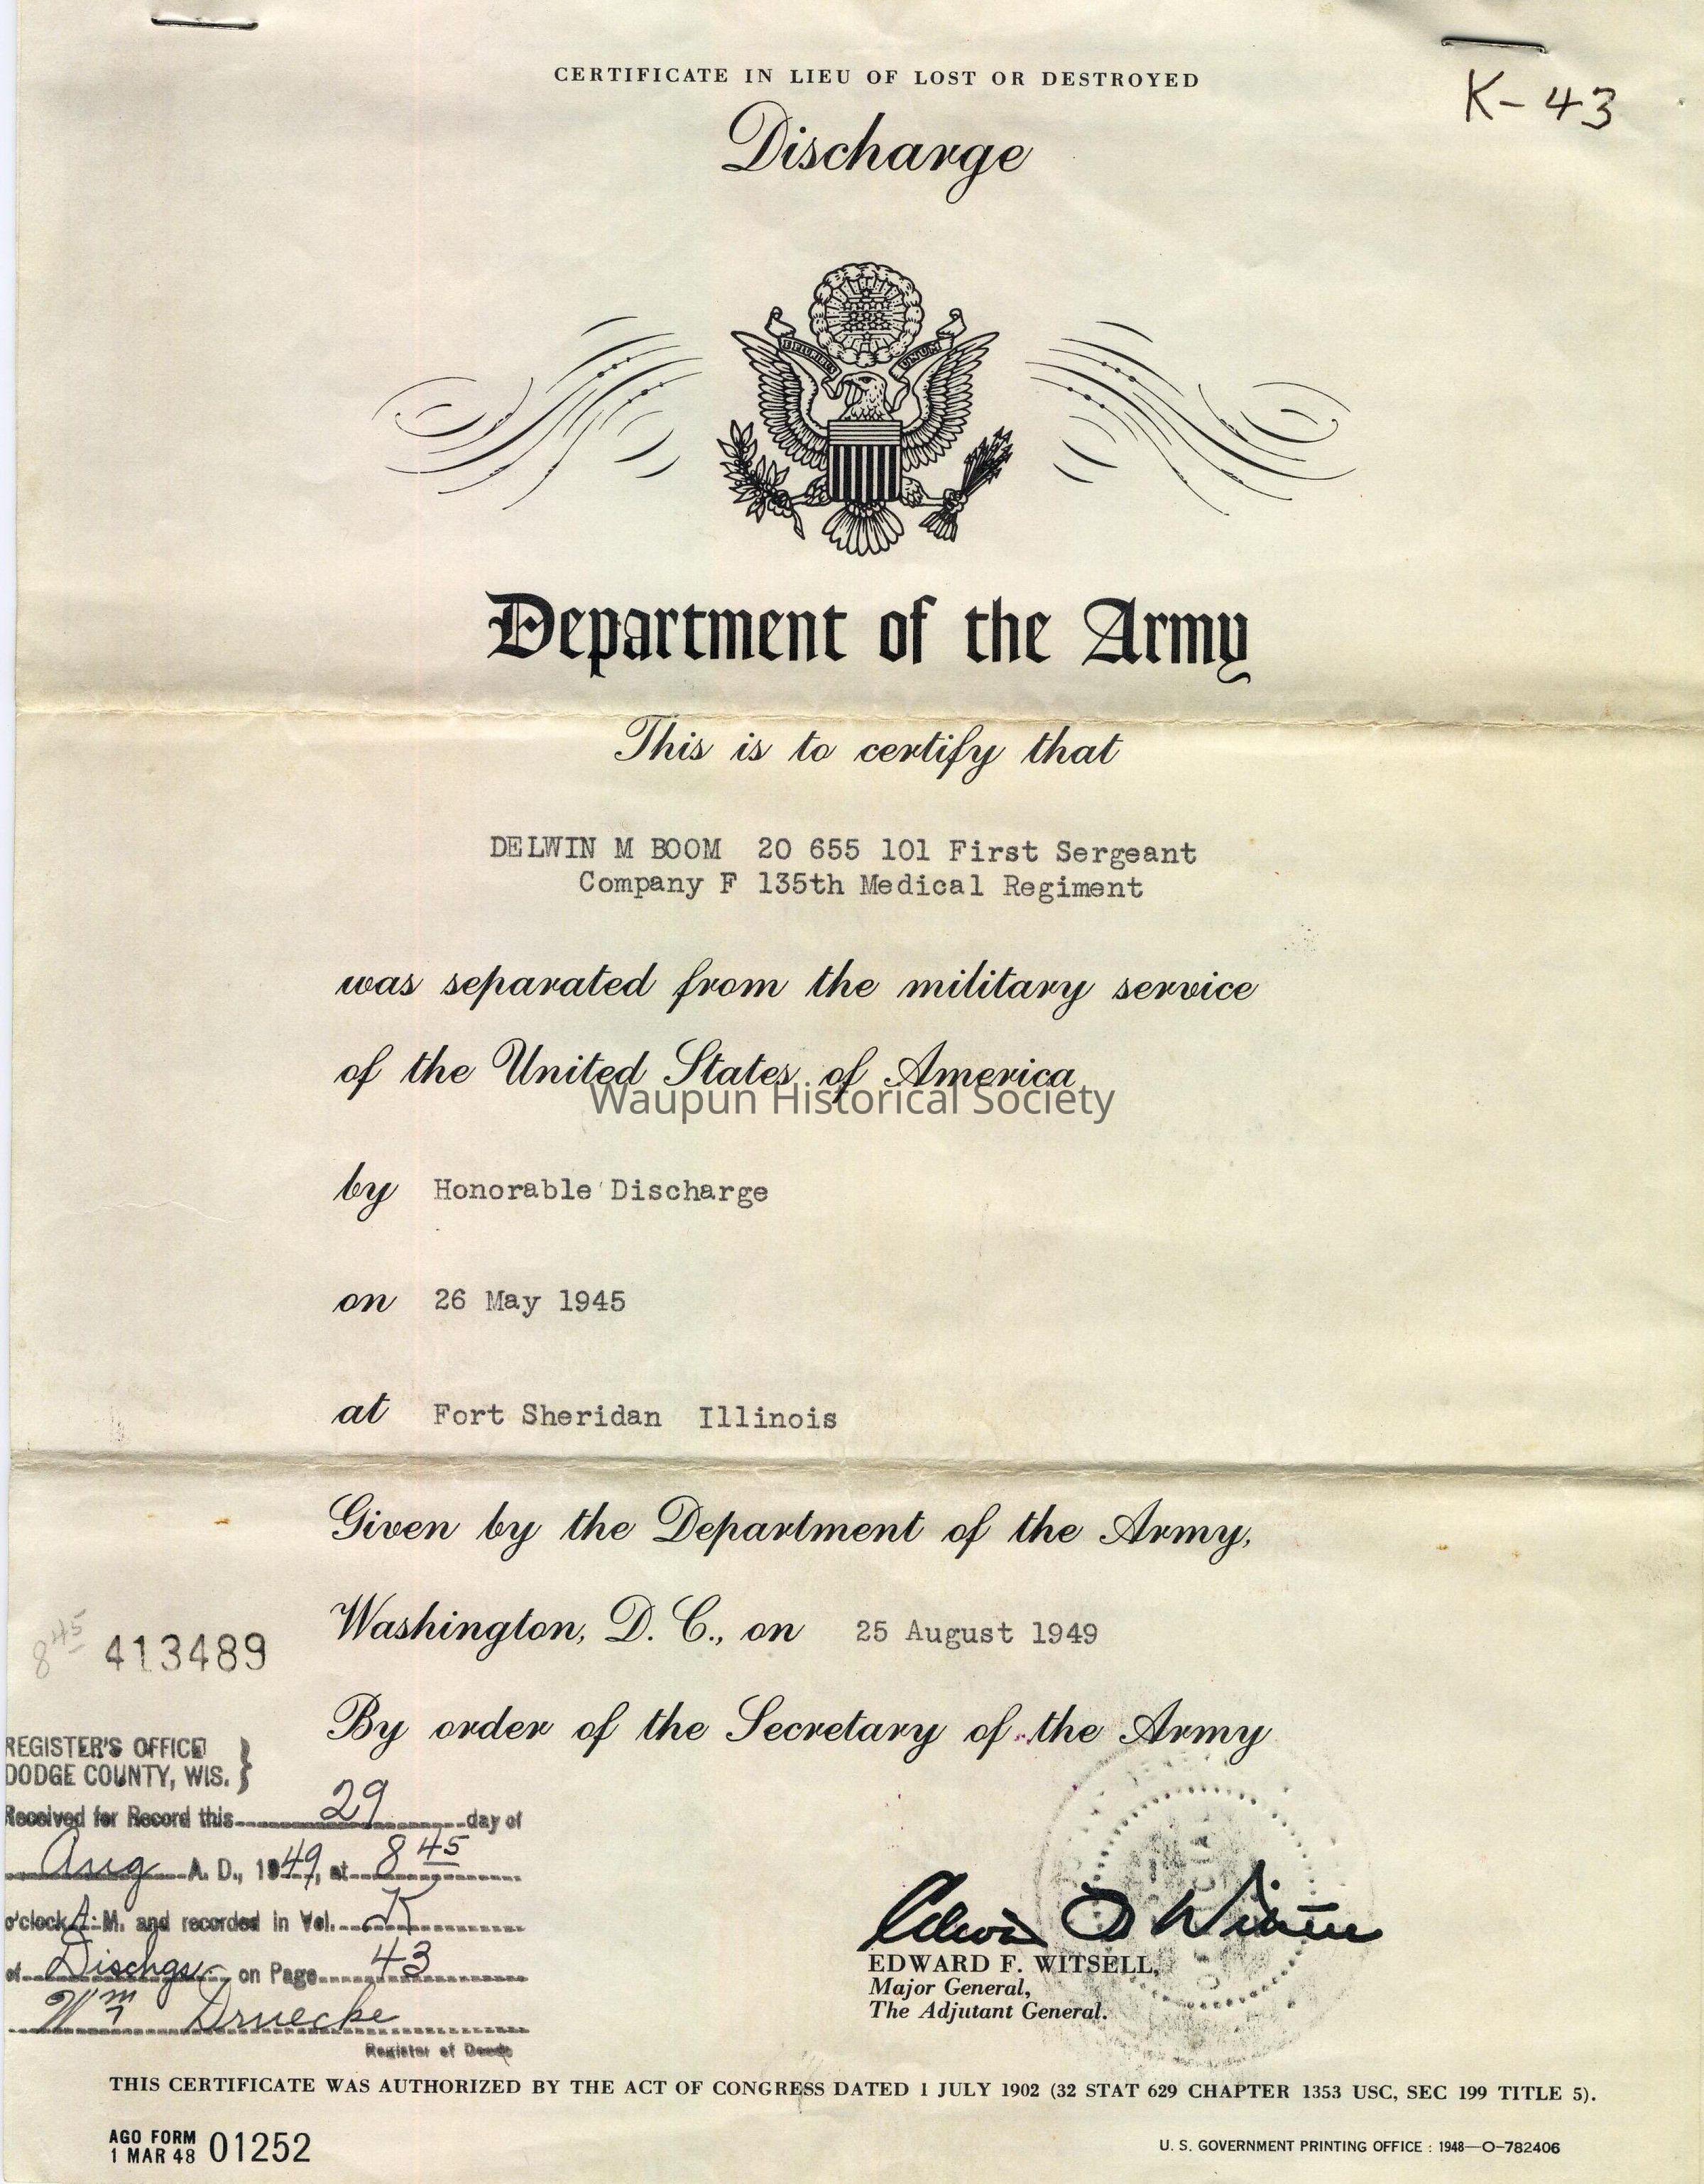 CERTIFICATE IN LIEU OF LOST OR DESTROYED
K-43
Discharge
Department of the Army
This is to certify that
DELWIN M BOOM 20 655 101 First Sergeant
Company F 135th Medical Regiment
was separated from the military service
of the United States of America
Waupun Historical Society
by Honorable Discharge
on 26 May 1945
at Fort Sheridan Illinois
Given by the Department of the Army,
Washington, D. C., on 25 August 1949
8 45 413489
By order of the Secretary of the Army
REGISTER'S OFFICE
DODGE COUNTY, WIS. }
Received for Record this 29 day of
Aug A. D., 1949, at 8 45
o'clock A. M. and recorded in Vol. K
of Dischgs on Page 43
Wm Druecke
Register of Deeds
EDWARD F. WITSELL,
Major General,
The Adjutant General.
THIS CERTIFICATE WAS AUTHORIZED BY THE ACT OF CONGRESS DATED 1 JULY 1902 (32 STAT 629 CHAPTER 1353 USC, SEC 199 TITLE 5).
AGO FORM
1 MAR 48 01252
U. S. GOVERNMENT PRINTING OFFICE : 1948—O-782406